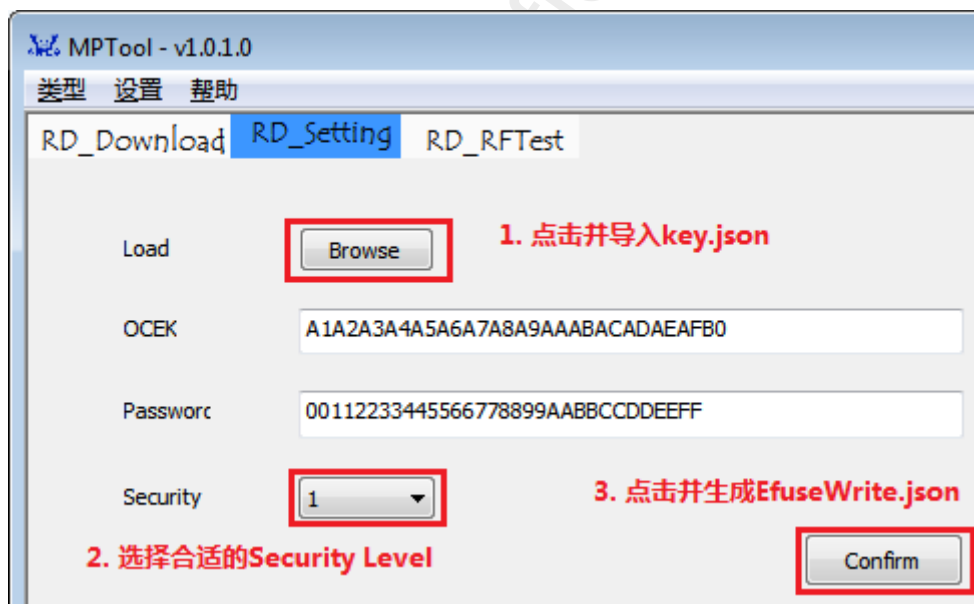 MPTool - v1.0.1.0
类型 设置 帮助
RD_Download RD_Setting RD_RFTest
Load Browse 1. 点击并导入key.json
OCEK A1A2A3A4A5A6A7A8A9AAABACADAEAFB0
Password 00112233445566778899AABBCCDDEEFF
Security 1 3. 点击并生成EfuseWrite.json
2. 选择合适的Security Level
Confirm